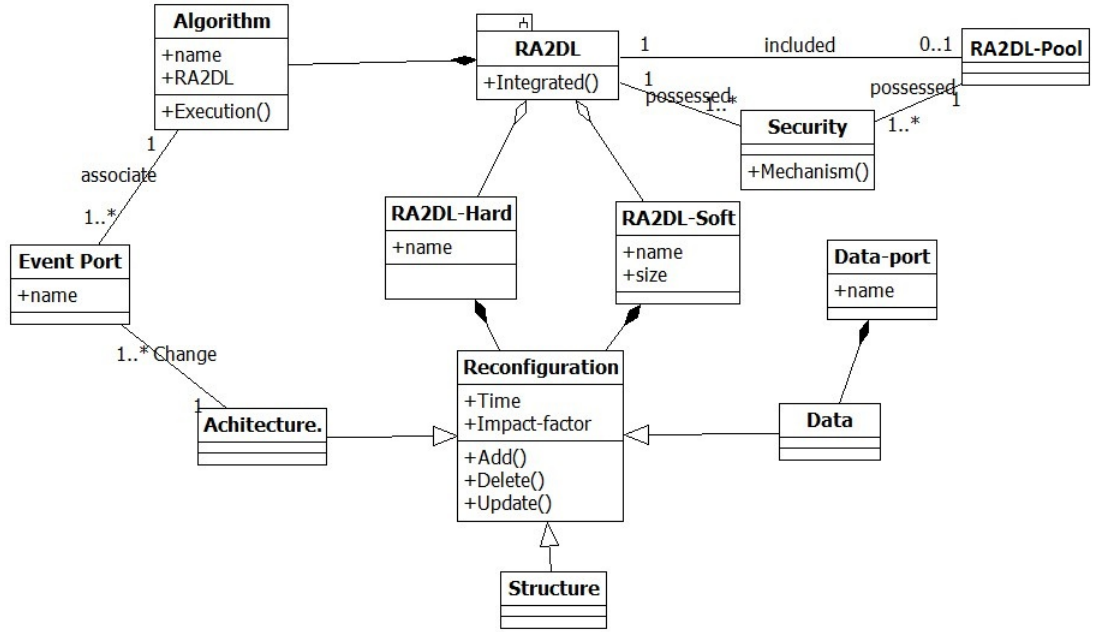 Algorithm
+name
+RA2DL
+Execution()
RA2DL
+Integrated()
1
included
0..1
RA2DL-Pool
1
possessed
1..*
possessed
1
1..*
Security
+Mechanism()
1
associate
1..*
RA2DL-Hard
+name
RA2DL-Soft
+name
+size
Event Port
+name
Data-port
+name
1..* Change
1
Reconfiguration
+Time
+Impact-factor
+Add()
+Delete()
+Update()
Achitecture.
Data
Structure